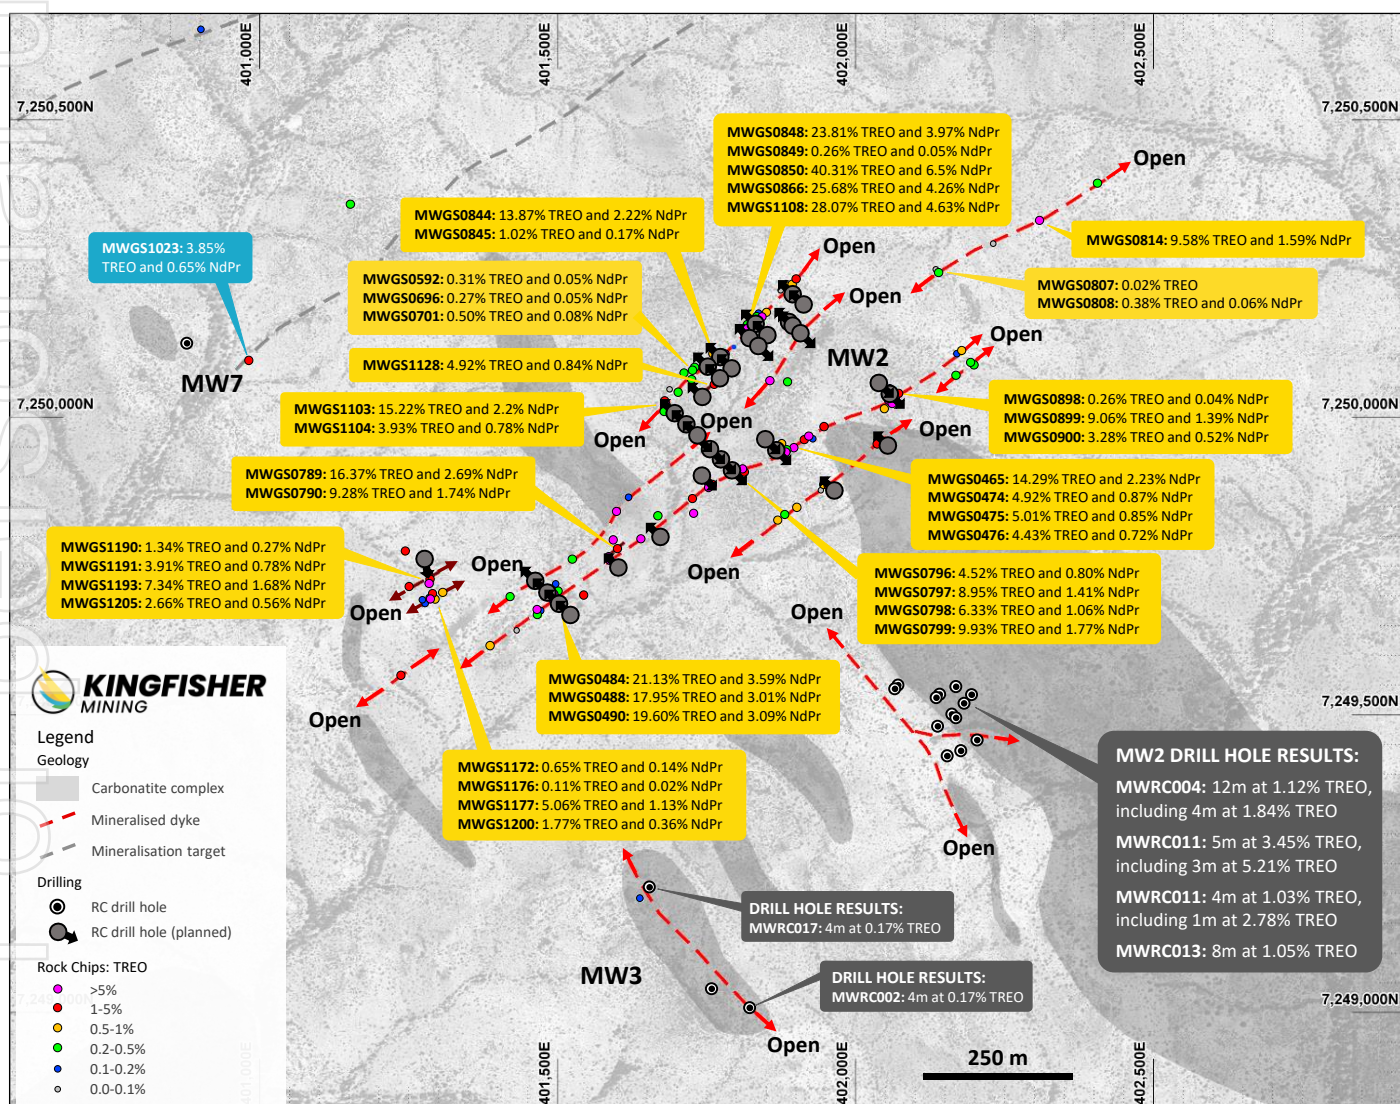 401,000E
401,500E
402,000E
402,500E
7,250,500N
7,250,500N
MWGS0848: 23.81% TREO and 3.97% NdPr
MWGS0849: 0.26% TREO and 0.05% NdPr
MWGS0850: 40.31% TREO and 6.5% NdPr
MWGS0866: 25.68% TREO and 4.26% NdPr
MWGS1108: 28.07% TREO and 4.63% NdPr
Open
MWGS0844: 13.87% TREO and 2.22% NdPr
MWGS0845: 1.02% TREO and 0.17% NdPr
MWGS0814: 9.58% TREO and 1.59% NdPr
MWGS1023: 3.85%
TREO and 0.65% NdPr
Open
MWGS0592: 0.31% TREO and 0.05% NdPr
MWGS0696: 0.27% TREO and 0.05% NdPr
MWGS0701: 0.50% TREO and 0.08% NdPr
MWGS0807: 0.02% TREO
MWGS0808: 0.38% TREO and 0.06% NdPr
Open
Open
MW2
MWGS1128: 4.92% TREO and 0.84% NdPr
MW7
7,250,000N
7,250,000N
MWGS1103: 15.22% TREO and 2.2% NdPr
MWGS1104: 3.93% TREO and 0.78% NdPr
MWGS0898: 0.26% TREO and 0.04% NdPr
MWGS0899: 9.06% TREO and 1.39% NdPr
MWGS0900: 3.28% TREO and 0.52% NdPr
Open
Open
Open
MWGS0789: 16.37% TREO and 2.69% NdPr
MWGS0790: 9.28% TREO and 1.74% NdPr
MWGS0465: 14.29% TREO and 2.23% NdPr
MWGS0474: 4.92% TREO and 0.87% NdPr
MWGS0475: 5.01% TREO and 0.85% NdPr
MWGS0476: 4.43% TREO and 0.72% NdPr
MWGS1190: 1.34% TREO and 0.27% NdPr
MWGS1191: 3.91% TREO and 0.78% NdPr
MWGS1193: 7.34% TREO and 1.68% NdPr
MWGS1205: 2.66% TREO and 0.56% NdPr
Open
Open
Open
MWGS0796: 4.52% TREO and 0.80% NdPr
MWGS0797: 8.95% TREO and 1.41% NdPr
MWGS0798: 6.33% TREO and 1.06% NdPr
MWGS0799: 9.93% TREO and 1.77% NdPr
Open
MWGS0484: 21.13% TREO and 3.59% NdPr
MWGS0488: 17.95% TREO and 3.01% NdPr
MWGS0490: 19.60% TREO and 3.09% NdPr
Open
7,249,500N
MWGS1172: 0.65% TREO and 0.14% NdPr
MWGS1176: 0.11% TREO and 0.02% NdPr
MWGS1177: 5.06% TREO and 1.13% NdPr
MWGS1200: 1.77% TREO and 0.36% NdPr
MW2 DRILL HOLE RESULTS:
MWRC004: 12m at 1.12% TREO,
including 4m at 1.84% TREO
MWRC011: 5m at 3.45% TREO,
including 3m at 5.21% TREO
MWRC011: 4m at 1.03% TREO,
including 1m at 2.78% TREO
MWRC013: 8m at 1.05% TREO
Open
DRILL HOLE RESULTS:
MWRC017: 4m at 0.17% TREO
MW3
DRILL HOLE RESULTS:
MWRC002: 4m at 0.17% TREO
Open
7,249,000N
250 m
KINGFISHER
MINING
Legend
Geology
Carbonatite complex
Mineralised dyke
Mineralisation target
Drilling
RC drill hole
RC drill hole (planned)
Rock Chips: TREO
>5%
7,249,000N
1-5%
0.5-1%
0.2-0.5%
0.1-0.2%
0.0-0.1%
401,000E
401,500E
402,000E
402,500E